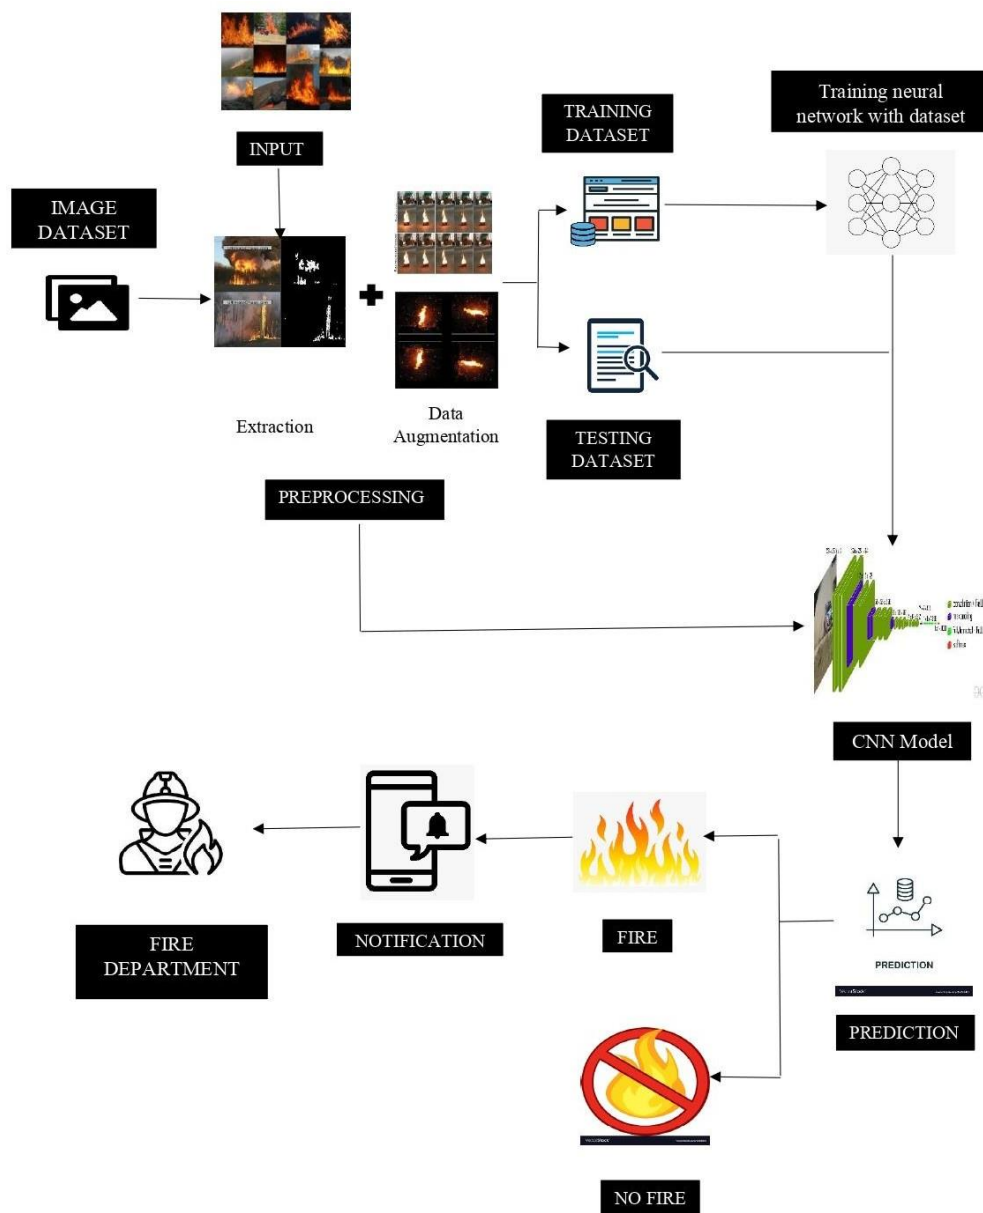 INPUT
IMAGE
DATASET
TRAINING
DATASET
Training neural
network with dataset
Extraction
Data
Augmentation
TESTING
DATASET
PREPROCESSING
CNN Model
FIRE
DEPARTMENT
NOTIFICATION
FIRE
PREDICTION
PREDICTION
NO FIRE